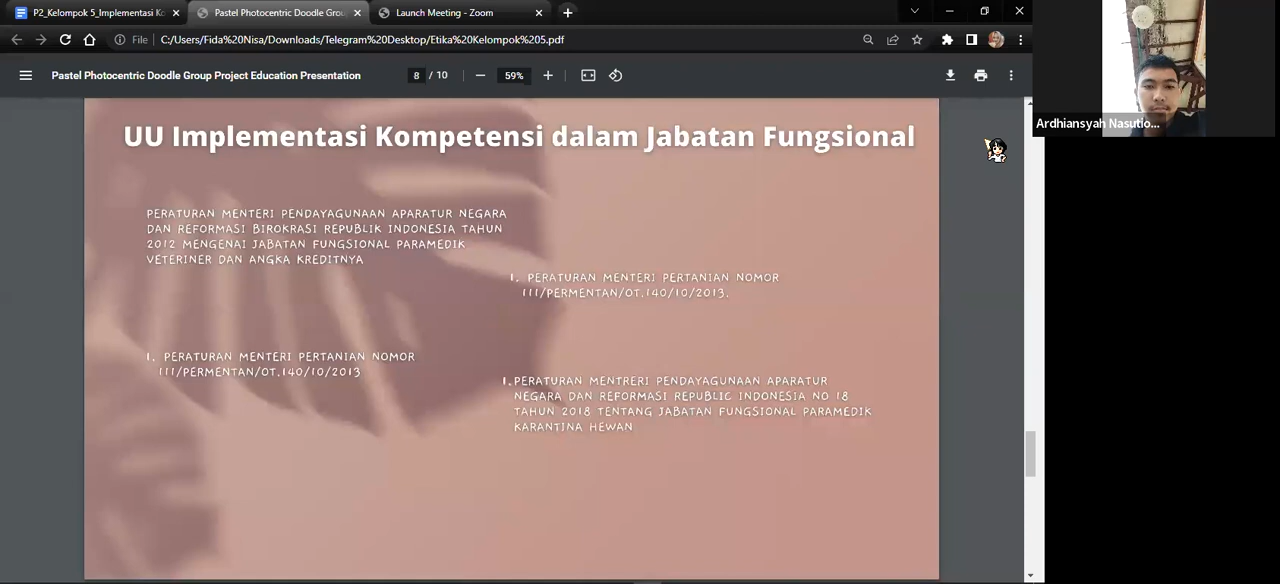 P2_Kelompok 5_Implementasi Ko
Pastel Photocentric Doodle Grou
Launch Meeting - Zoom
File
C:/Users/Fida%20Nisa/Downloads/Telegram%20Desktop/Etika%20Kelompok%205.pdf
Pastel Photocentric Doodle Group Project Education Presentation
8 / 10
59%
UU Implementasi Kompetensi dalam Jabatan Fungsional
PERATURAN MENTERI PENDAYAGUNAAN APARATUR NEGARA
DAN REFORMASI BIROKRASI REPUBLIK INDONESIA TAHUN
2012 MENGENAI JABATAN FUNGSIONAL PARAMEDIK
VETERINER DAN ANGKA KREDITNYA
1. PERATURAN MENTERI PERTANIAN NOMOR
111/PERMENTAN/OT.140/10/2013.
1. PERATURAN MENTERI PERTANIAN NOMOR
111/PERMENTAN/OT.140/10/2013
1. PERATURAN MENTRERI PENDAYAGUNAAN APARATUR
NEGARA DAN REFORMASI REPUBLIC INDONESIA NO 18
TAHUN 2018 TENTANG JABATAN FUNGSIONAL PARAMEDIK
KARANTINA HEWAN
Ardhiansyah Nasutio...